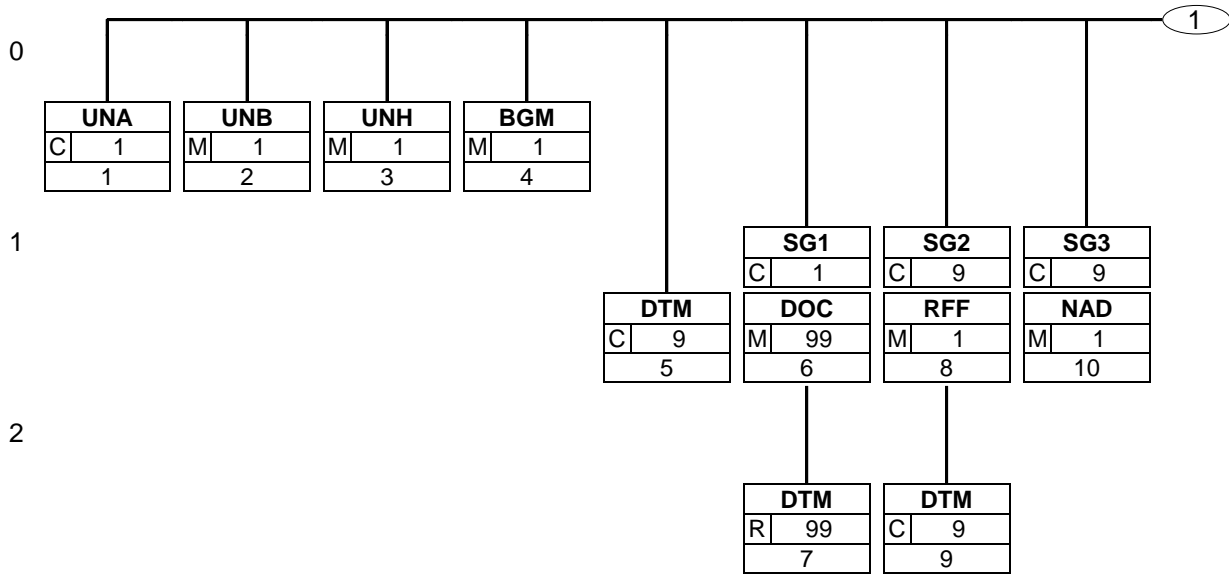 1
0
UNA UNB UNH BGM
C 1 M 1 M 1 M 1
1 2 3 4
1
SG1 SG2 SG3
C 1 C 9 C 9
DTM DOC RFF NAD
C 9 M 99 M 1 M 1
5 6 8 10
2
DTM DTM
R 99 C 9
7 9